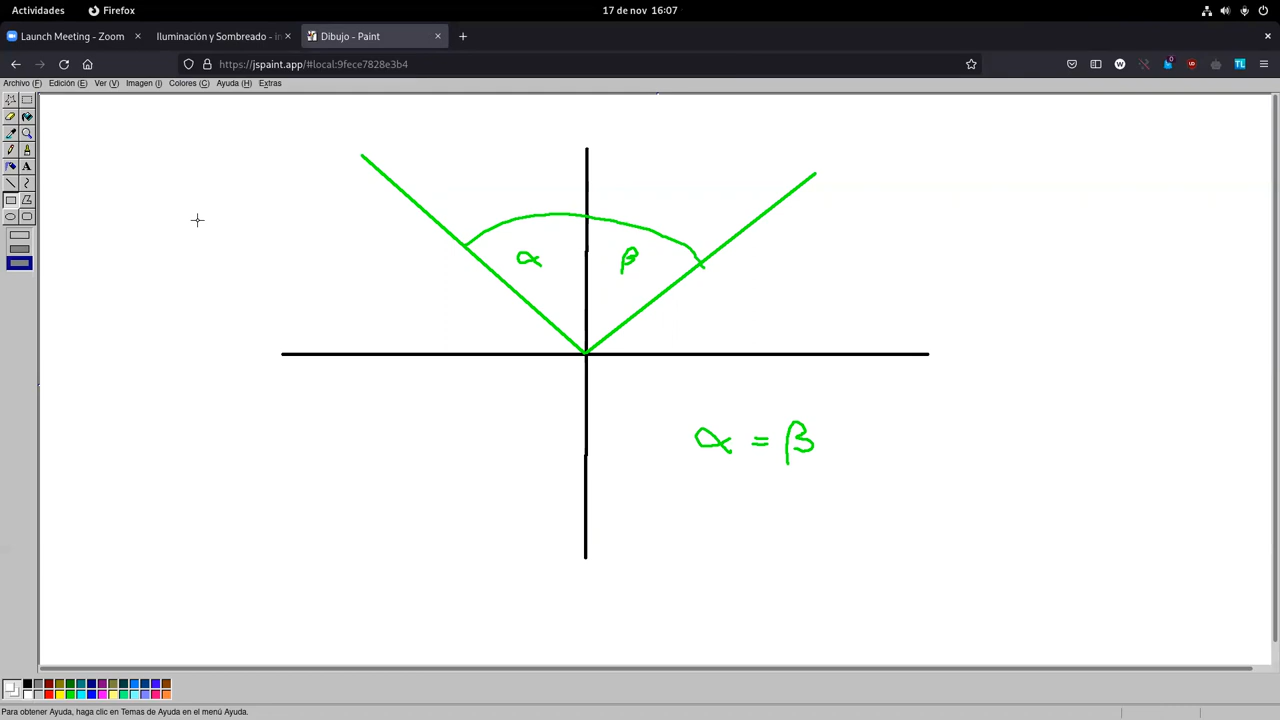 Actividades Firefox 17 de nov 16:07
Launch Meeting - Zoom Iluminación y Sombreado - in Dibujo - Paint
https://jspaint.app/#local:9fece7828e3b4
Archivo (F) Edición (E) Ver (V) Imagen (I) Colores (C) Ayuda (H) Extras
α β
α = β
Para obtener Ayuda, haga clic en Temas de Ayuda en el menú Ayuda.